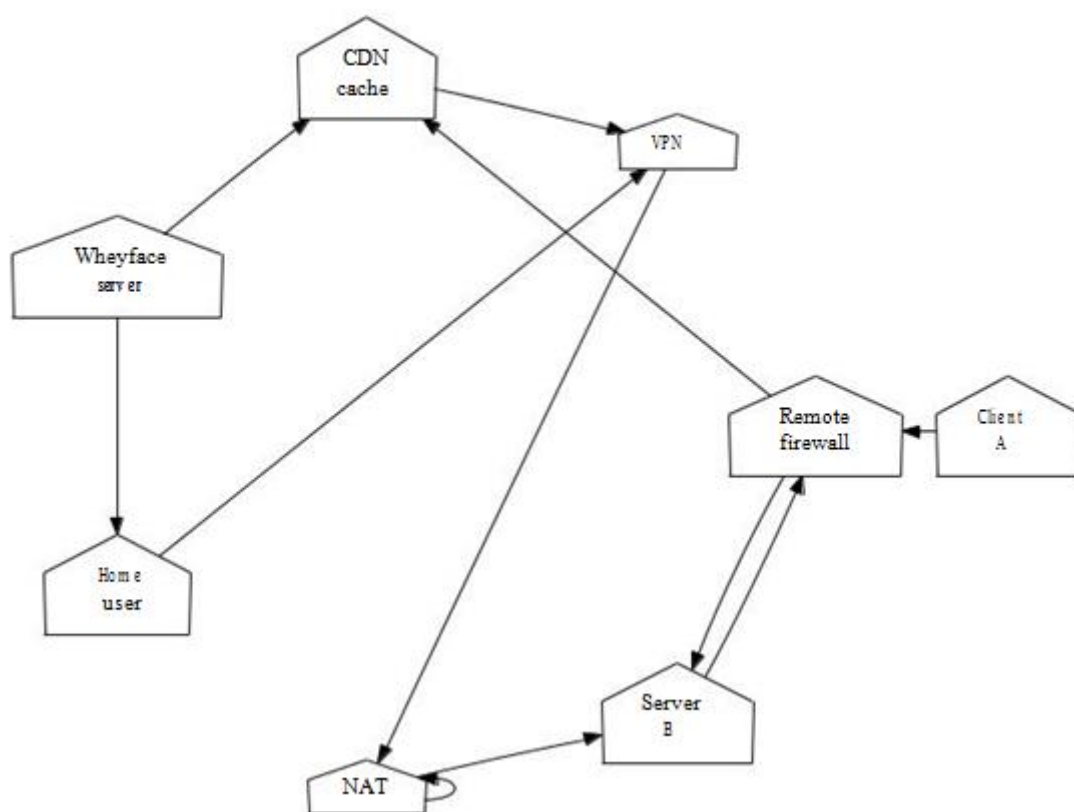 CDN
cache
VPN
Wheyface
server
Remote
firewall
Client
A
Home
user
Server
B
NAT